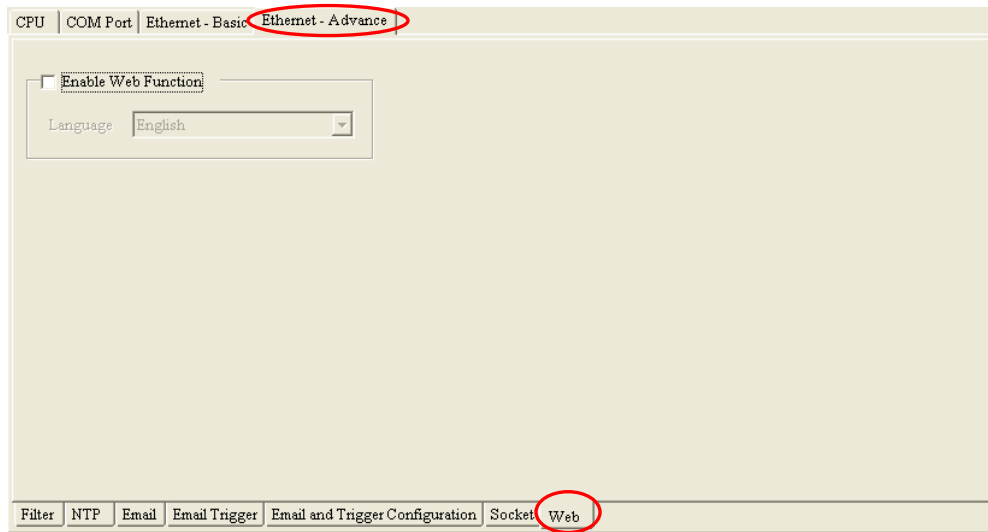 CPU COM Port Ethernet - Basic Ethernet - Advance
Enable Web Function
Language English
Filter NTP Email Email Trigger Email and Trigger Configuration Socket Web